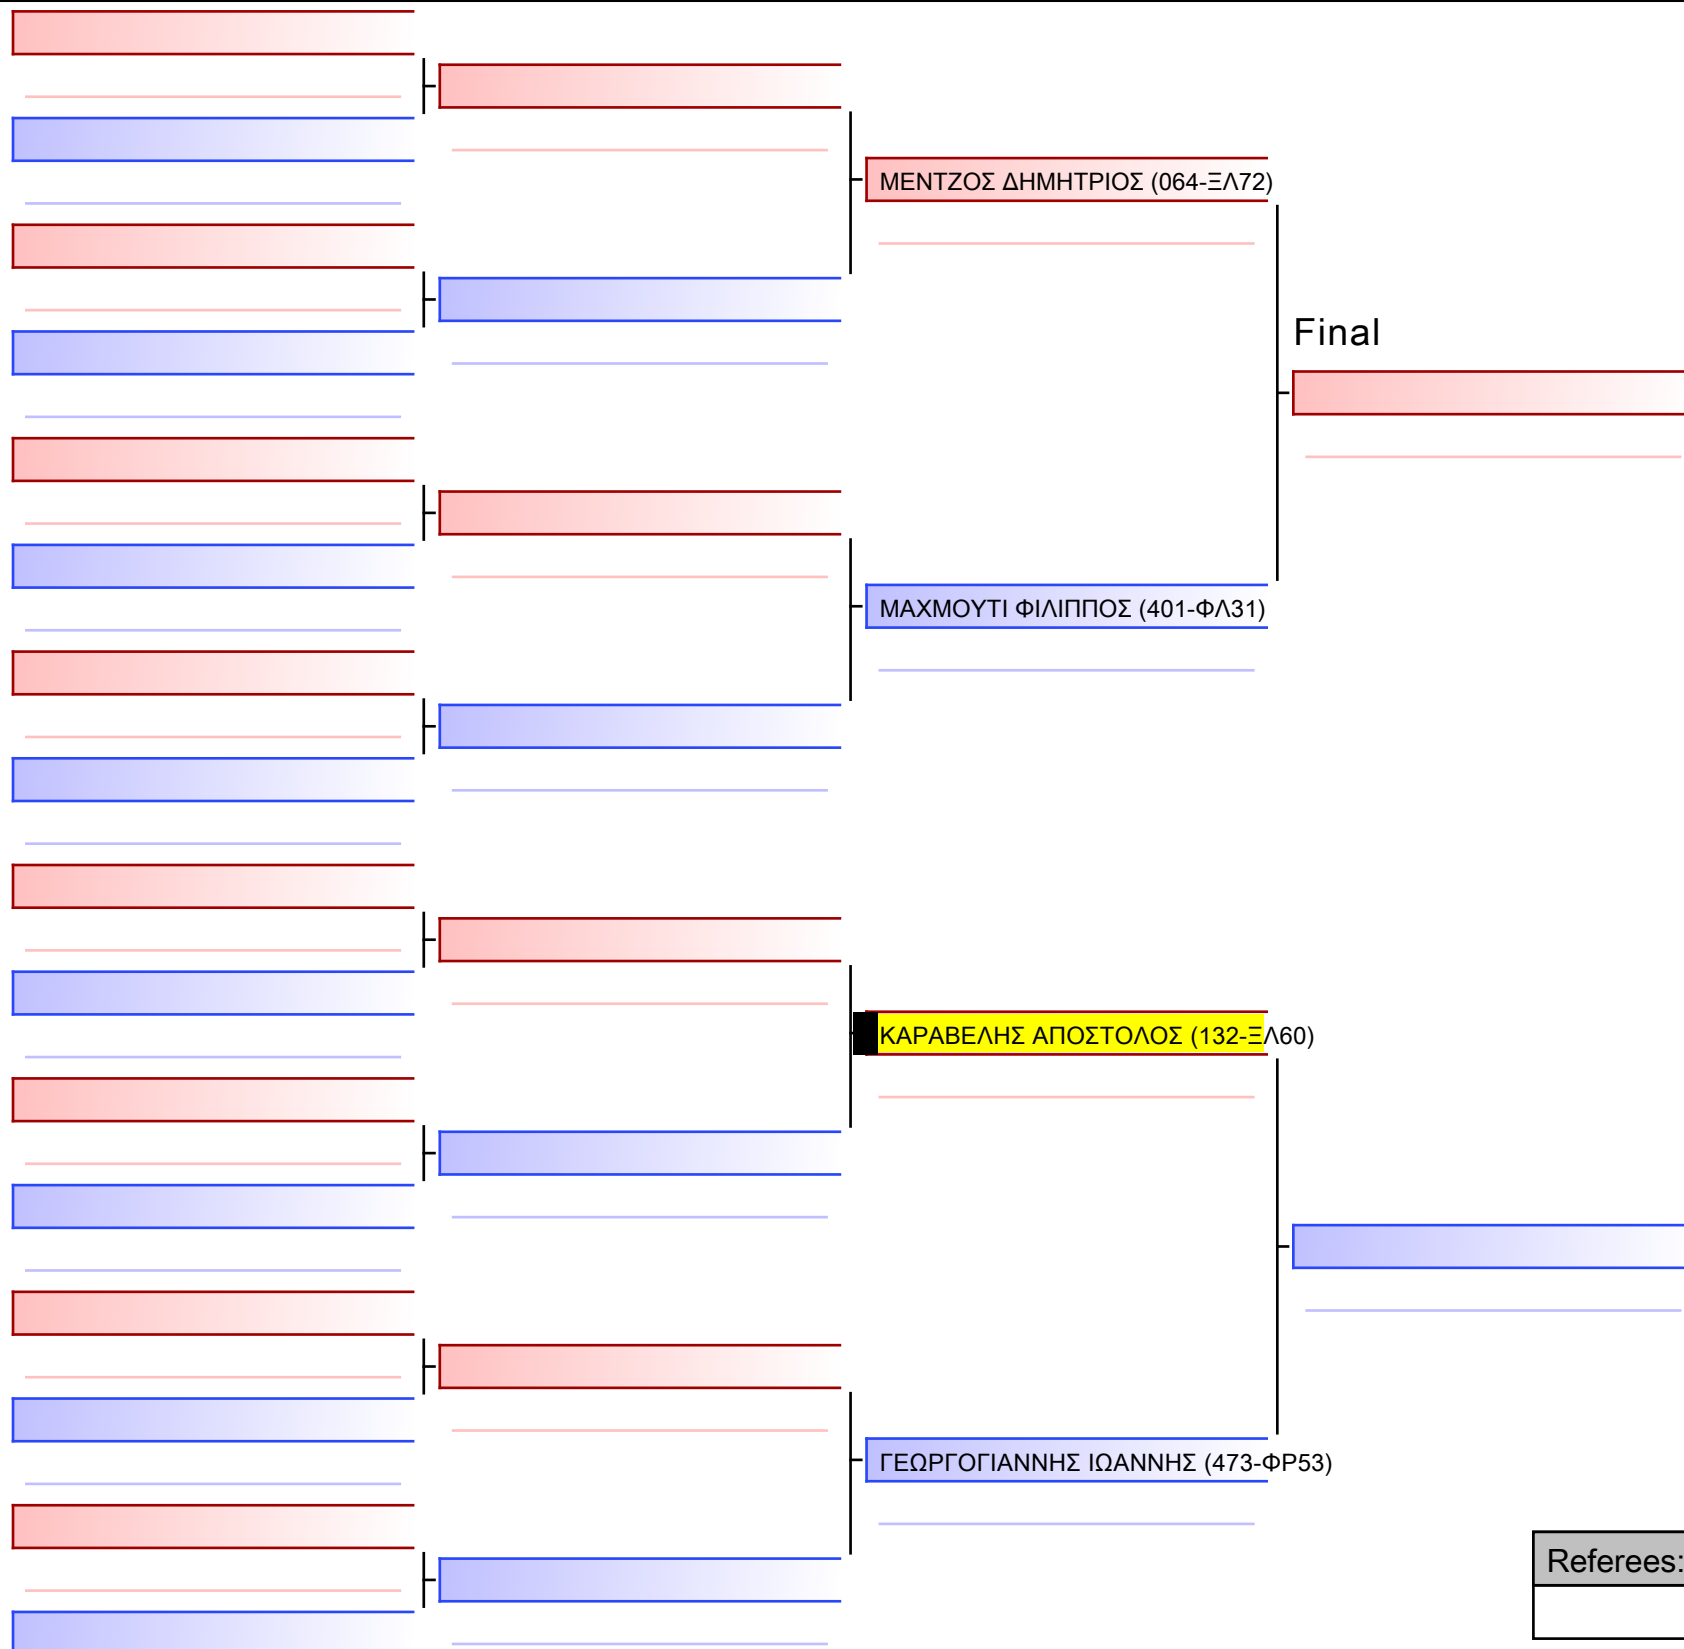 ΜΕΝΤΖΟΣ ΔΗΜΗΤΡΙΟΣ (064-ΞΛ72)
Final
ΜΑΧΜΟΥΤΙ ΦΙΛΙΠΠΟΣ (401-ΦΛ31)
ΚΑΡΑΒΕΛΗΣ ΑΠΟΣΤΟΛΟΣ (132-ΞΛ60)
ΓΕΩΡΓΟΓΙΑΝΝΗΣ ΙΩΑΝΝΗΣ (473-ΦΡ53)
Referees: